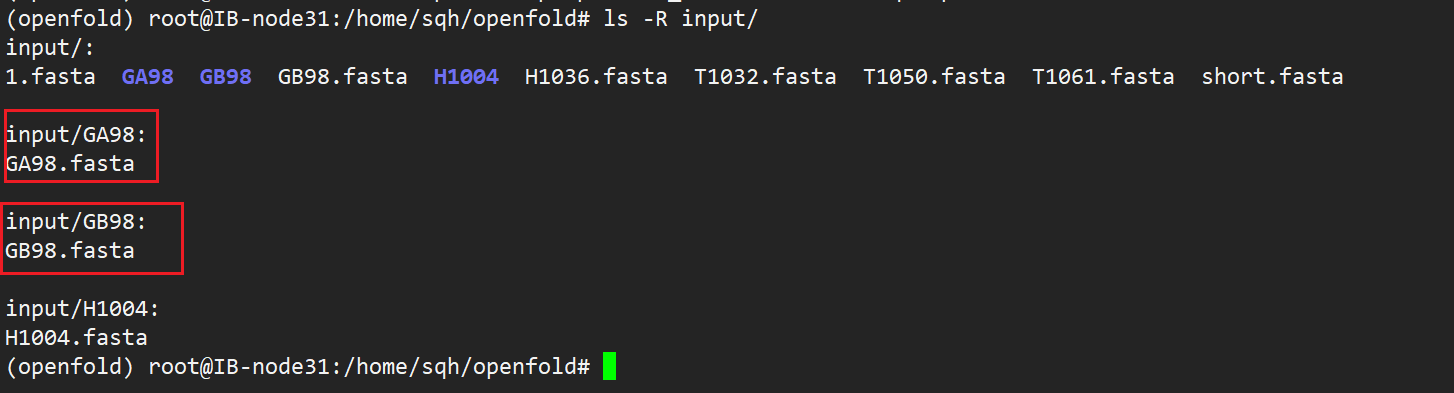 (openfold) root@IB-node31:/home/sqh/openfold# ls -R input/
input/:
1.fasta  GA98  GB98  GB98.fasta  H1004  H1036.fasta  T1032.fasta  T1050.fasta  T1061.fasta  short.fasta
input/GA98:
GA98.fasta
input/GB98:
GB98.fasta
input/H1004:
H1004.fasta
(openfold) root@IB-node31:/home/sqh/openfold#